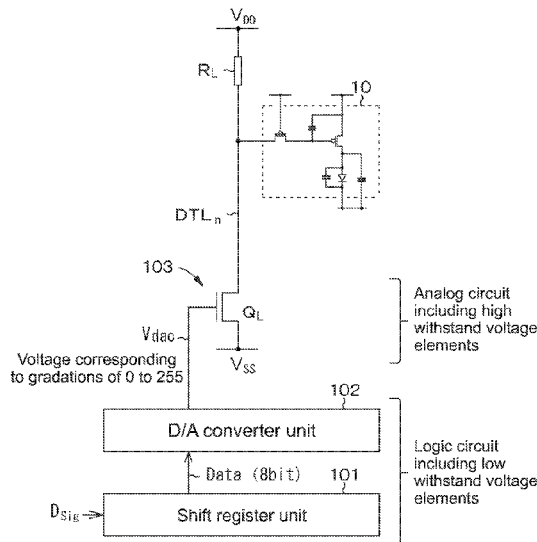 VDD
RL
10
DTLn
103
QL
Vdac
VSS
Voltage corresponding
to gradations of 0 to 255
Analog circuit
including high
withstand voltage
elements
102
D/A converter unit
Data (8bit)
101
DSig
Shift register unit
Logic circuit
including low
withstand voltage
elements